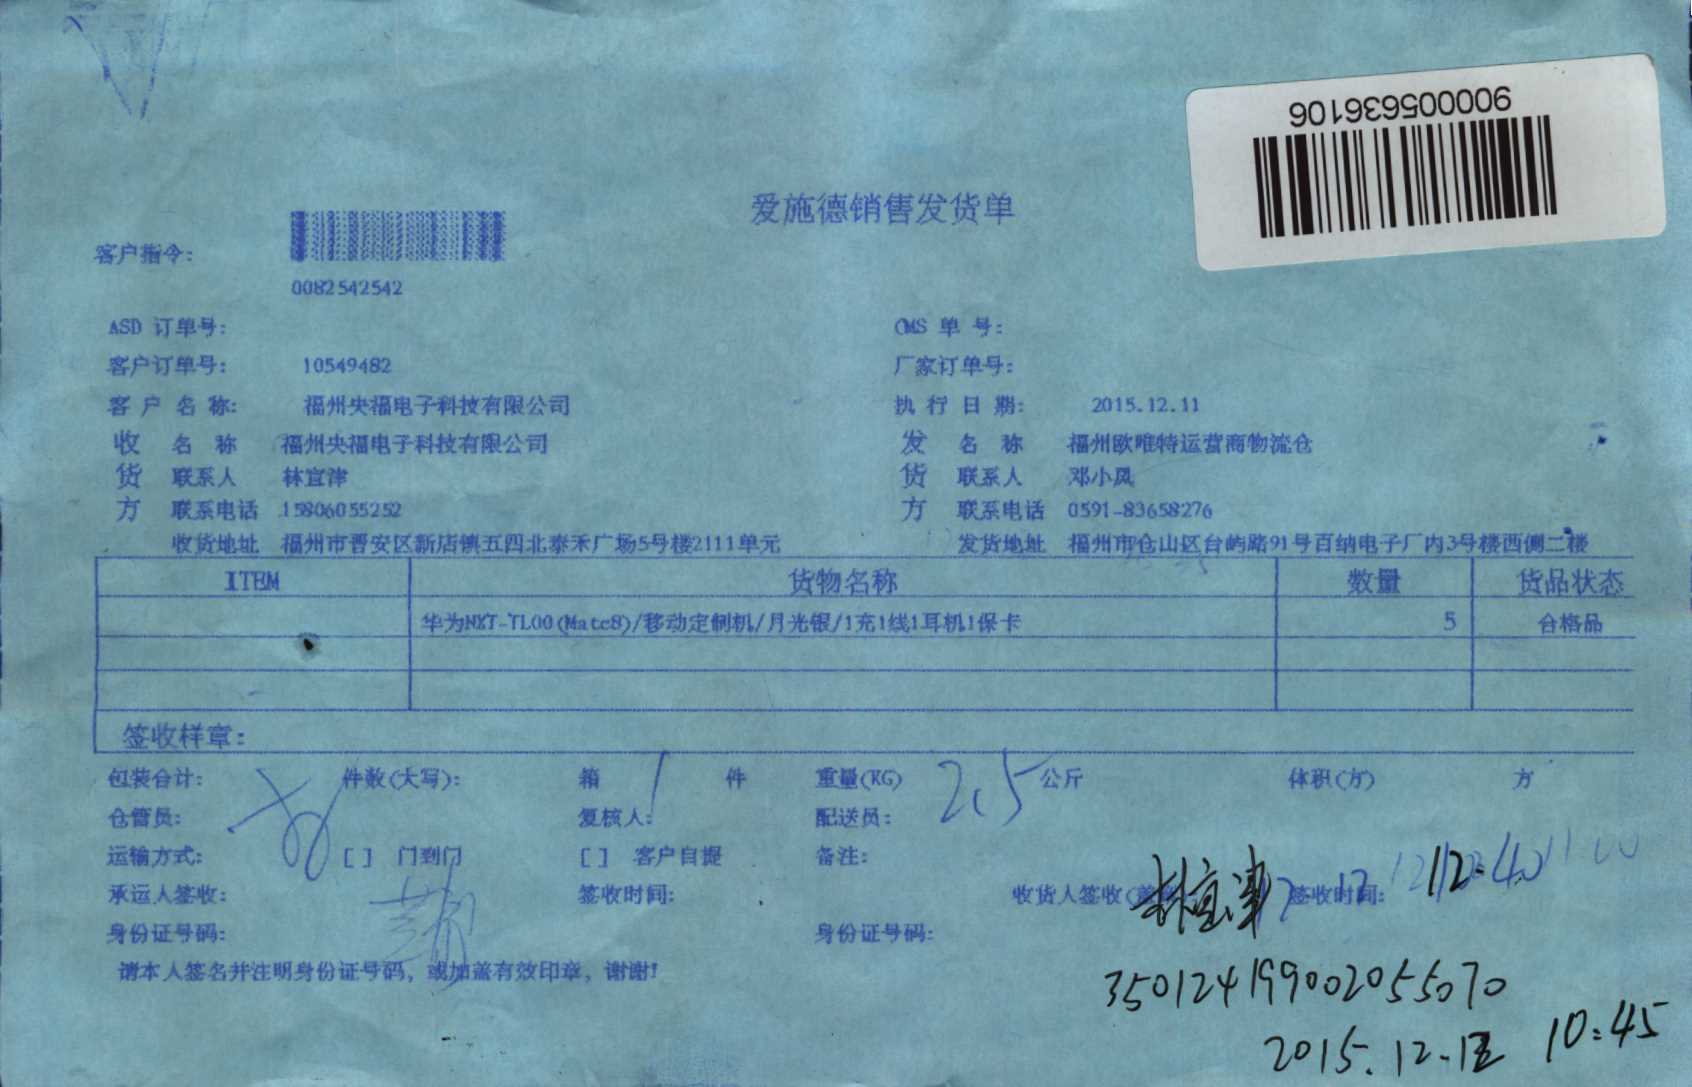 900005636106
爱施德销售发货单
客户指令:
0082542542
ASD 订单号: CMS 单 号:
客户订单号: 10549482 厂家订单号:
客 户 名 称: 福州央福电子科技有限公司 执 行 日 期: 2015.12.11
收 名 称 福州央福电子科技有限公司 发 名 称 福州欧唯特运营商物流仓
货 联系人 林宜津 货 联系人 邓小凤
方 联系电话 15806055252 方 联系电话 0591-83658276
收货地址 福州市晋安区新店镇五四北泰禾广场5号楼2111单元 发货地址 福州市仓山区台屿路91号百纳电子厂内3号楼西侧二楼
ITEM 货物名称 数量 货品状态
华为NXT-TL00(Mate8)/移动定制机/月光银/1充1线1耳机1保卡 5 合格品
签收样章:
包装合计: 件数(大写): 箱 1 件 重量(KG) 2.5 公斤 体积(方) 方
仓管员: 复核人: 配送员:
运输方式: [ ] 门到门 [ ] 客户自提 备注:
承运人签收: 签收时间: 收货人签收( 林宜津 签收时间:
身份证号码: 身份证号码:
请本人签名并注明身份证号码，或加盖有效印章，谢谢!
350124199002055070
2015.12.12 10:45